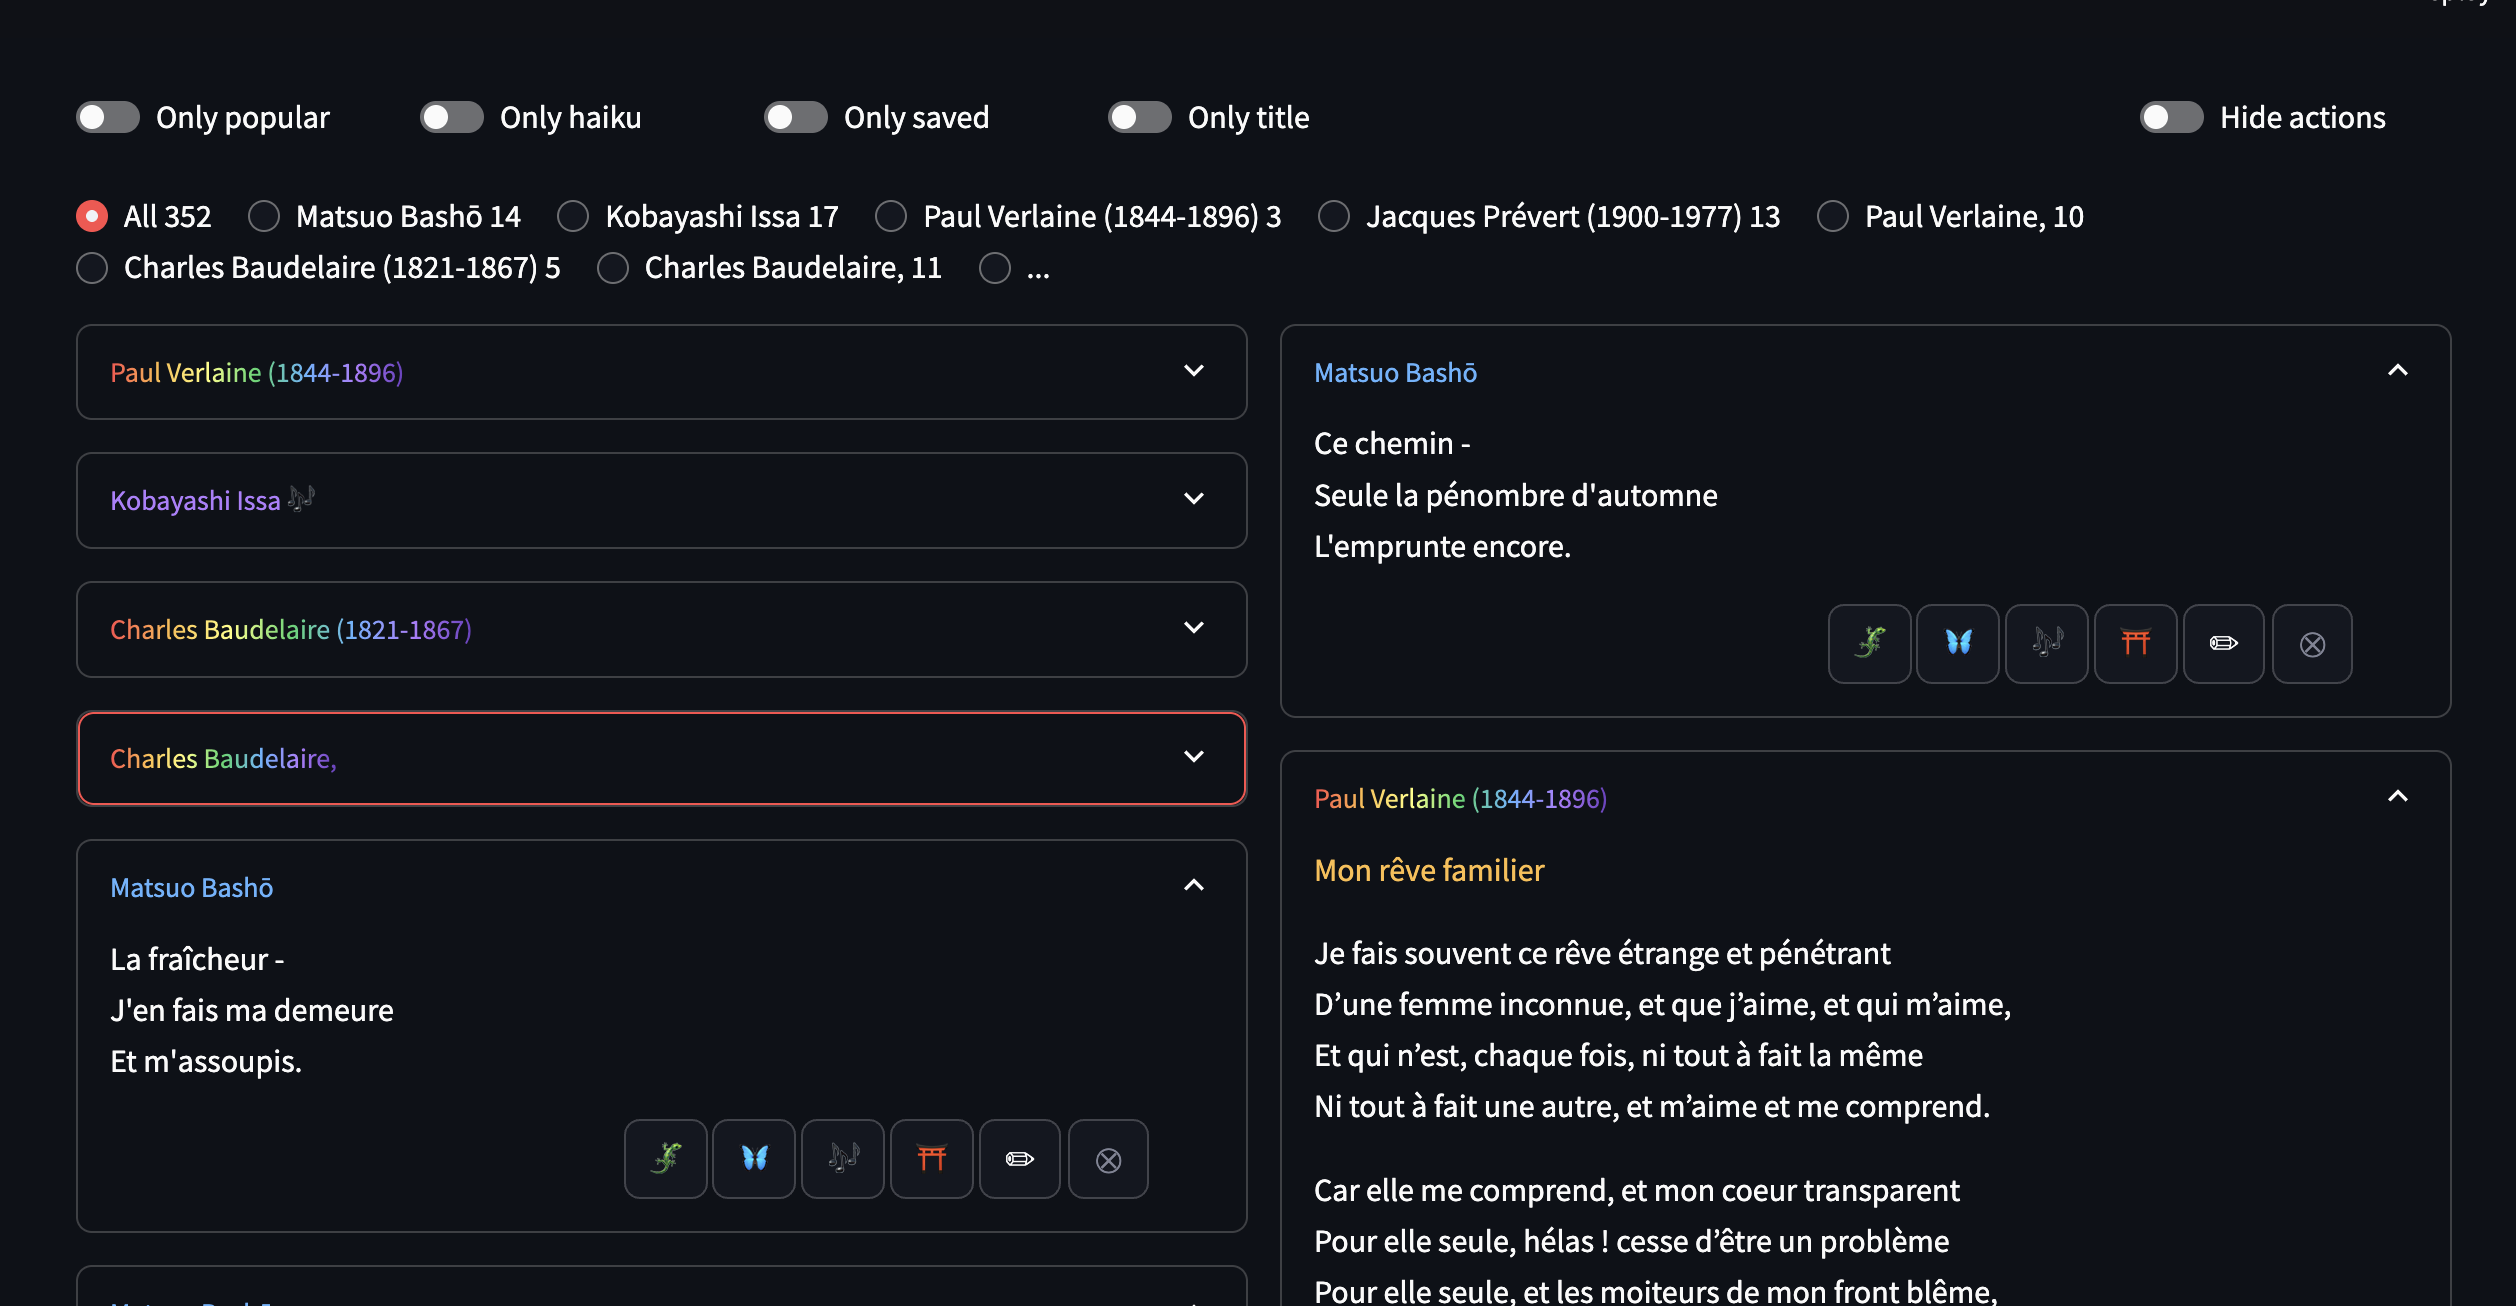 Only popular
Only haiku
Only saved
Only title
Hide actions
All 352
Matsuo Bashō 14
Kobayashi Issa 17
Paul Verlaine (1844-1896) 3
Jacques Prévert (1900-1977) 13
Paul Verlaine, 10
Charles Baudelaire (1821-1867) 5
Charles Baudelaire, 11
...
Paul Verlaine (1844-1896)
Kobayashi Issa 🎶
Charles Baudelaire (1821-1867)
Charles Baudelaire,
Matsuo Bashō
La fraîcheur -
J'en fais ma demeure
Et m'assoupis.
Matsuo Bashō
Ce chemin -
Seule la pénombre d'automne
L'emprunte encore.
Paul Verlaine (1844-1896)
Mon rêve familier
Je fais souvent ce rêve étrange et pénétrant
D’une femme inconnue, et que j’aime, et qui m’aime,
Et qui n’est, chaque fois, ni tout à fait la même
Ni tout à fait une autre, et m’aime et me comprend.
Car elle me comprend, et mon coeur transparent
Pour elle seule, hélas ! cesse d’être un problème
Pour elle seule, et les moiteurs de mon front blême,